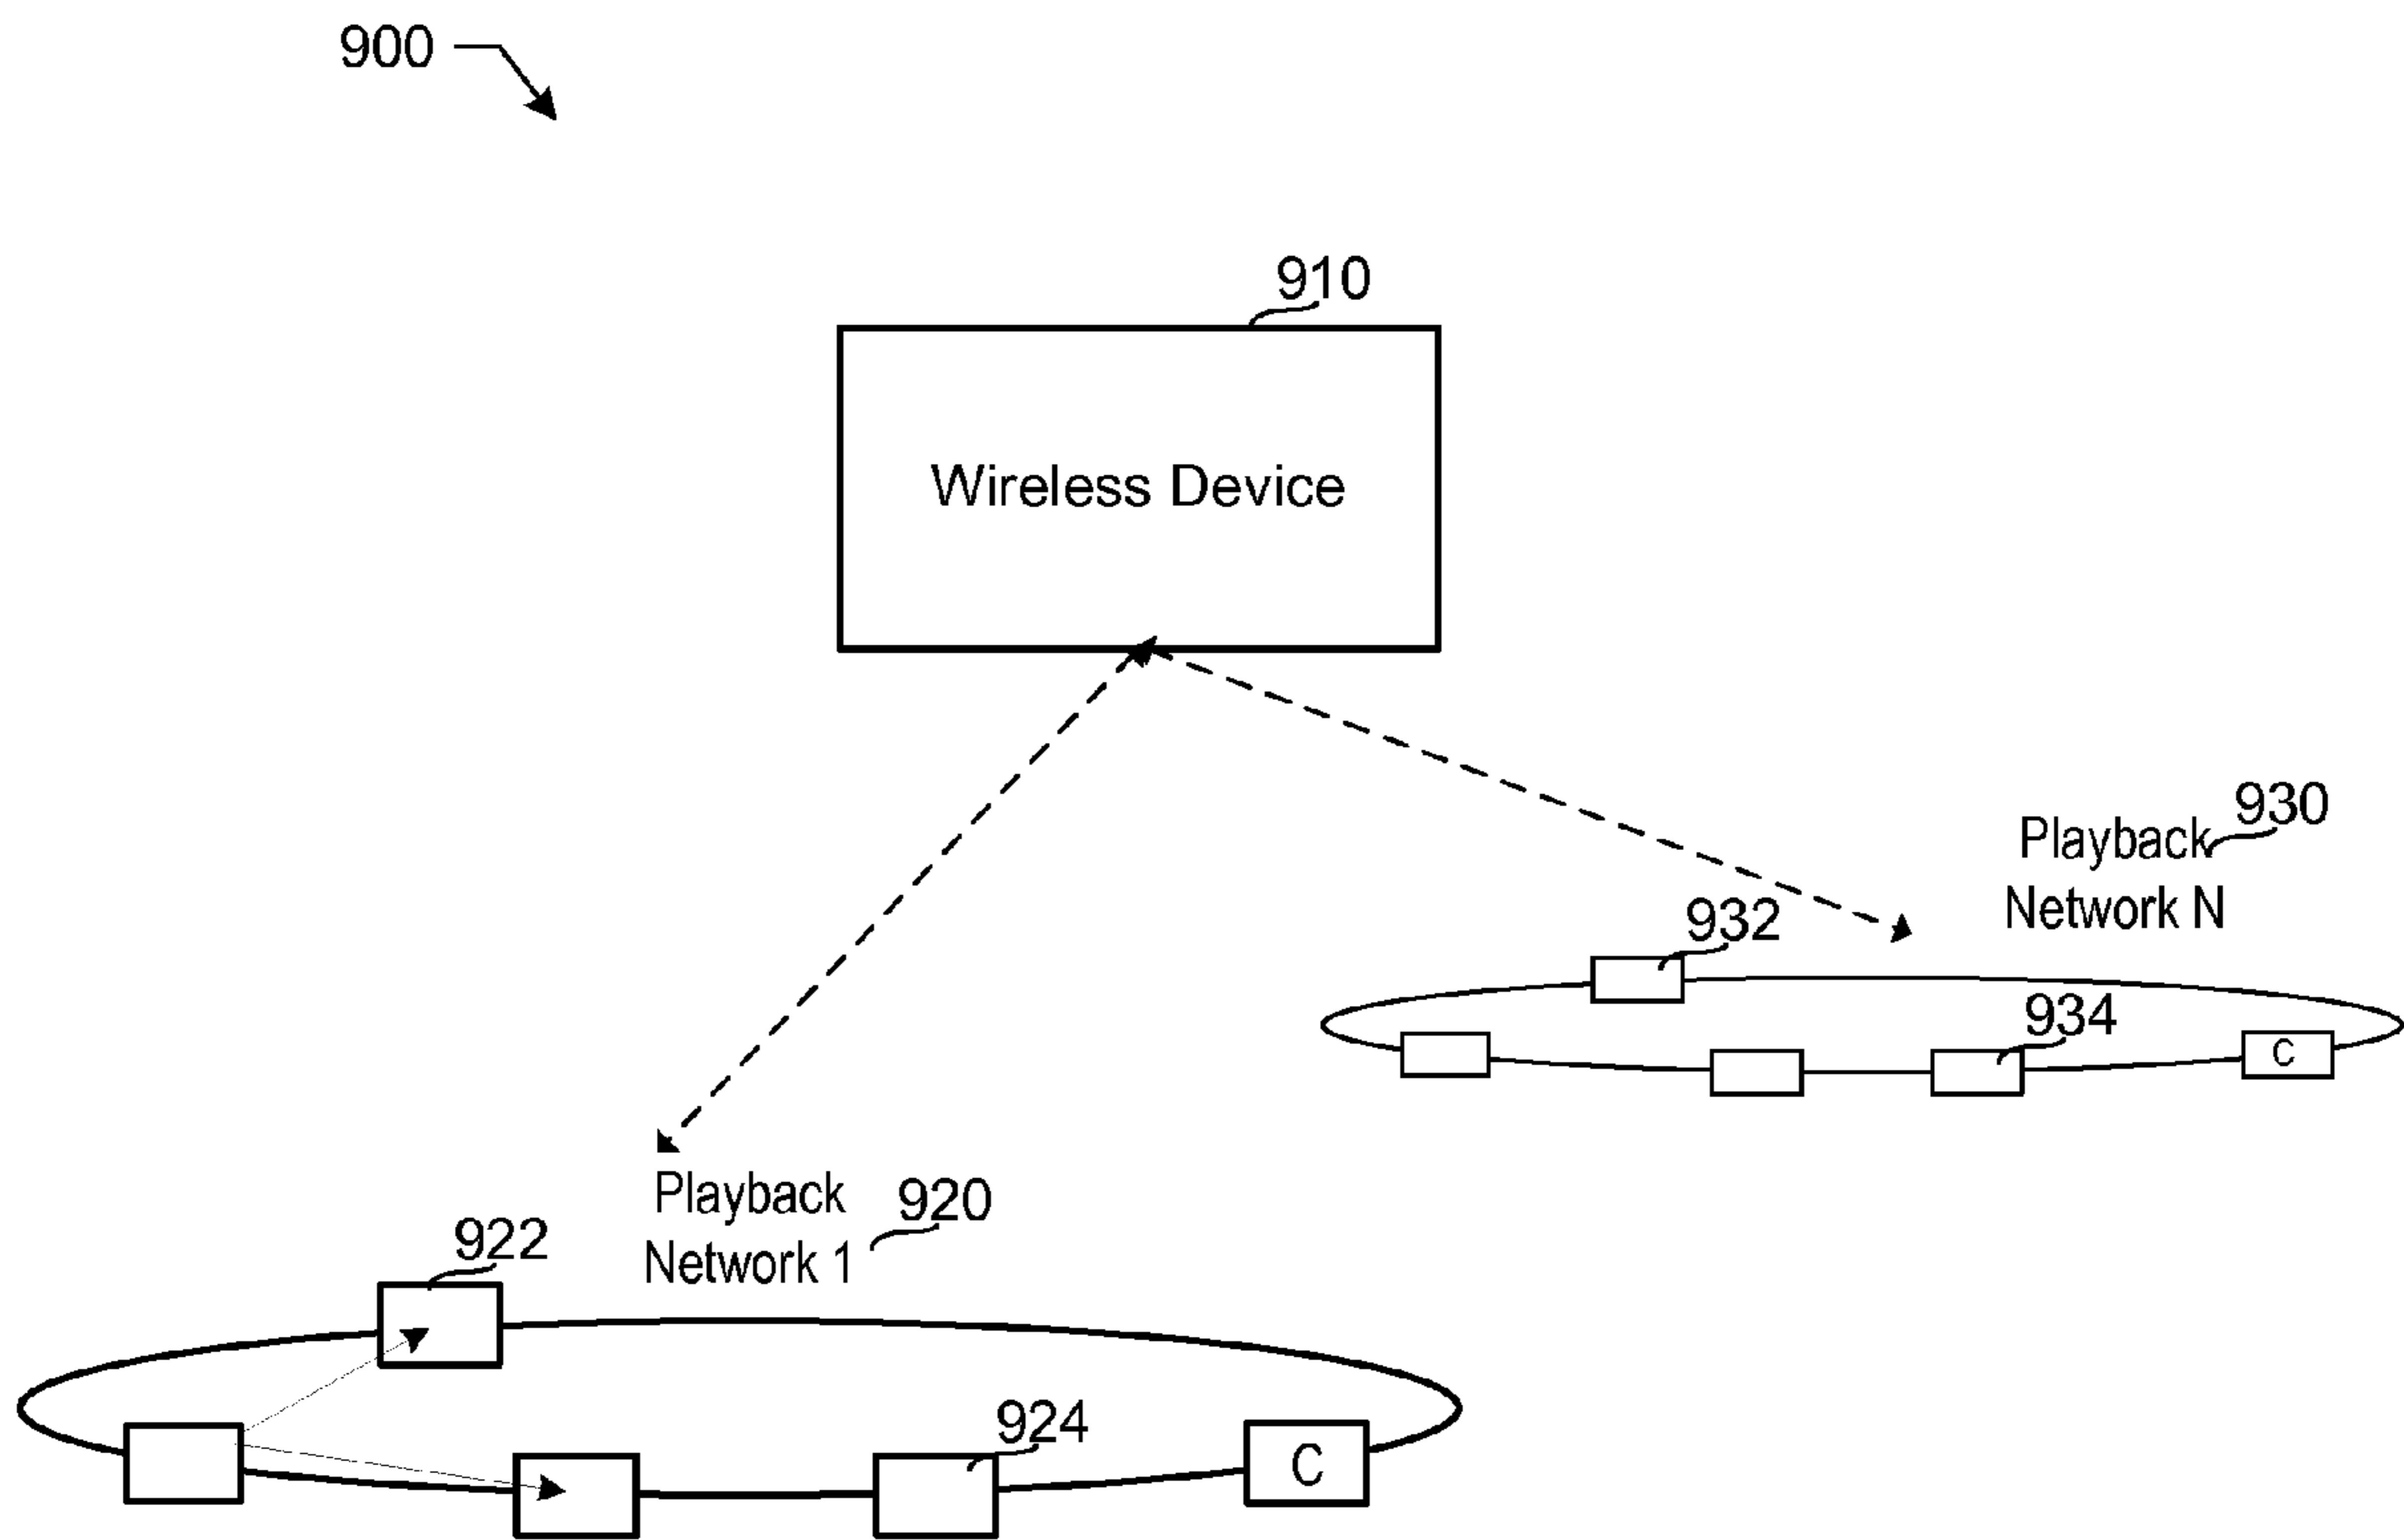 900
910
Wireless Device
930
Playback
Network N
932
934
C
Playback
Network 1
920
922
924
C